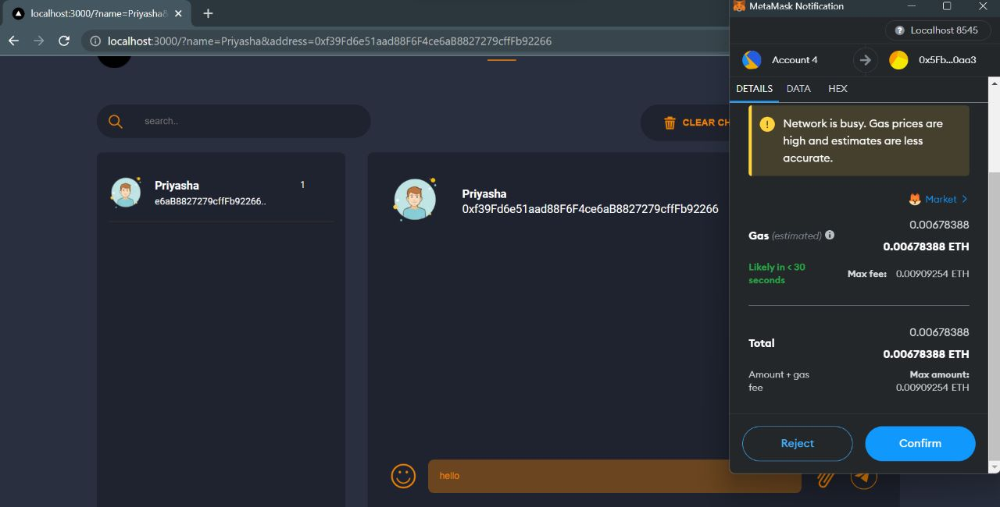 localhost:3000/?name=Priyasha&
localhost:3000/?name=Priyasha&address=0xf39Fd6e51aad88F6F4ce6aB8827279cffFb92266
search..
CLEAR CH
Priyasha
1
e6aB8827279cffFb92266..
Priyasha
0xf39Fd6e51aad88F6F4ce6aB8827279cffFb92266
hello
MetaMask Notification
Localhost 8545
Account 4
0x5Fb...0aa3
DETAILS DATA HEX
Network is busy. Gas prices are
high and estimates are less
accurate.
Market >
0.00678388
Gas (estimated)
0.00678388 ETH
Likely in < 30
seconds
Max fee: 0.00909254 ETH
0.00678388
Total
0.00678388 ETH
Amount + gas
fee
Max amount:
0.00909254 ETH
Reject
Confirm